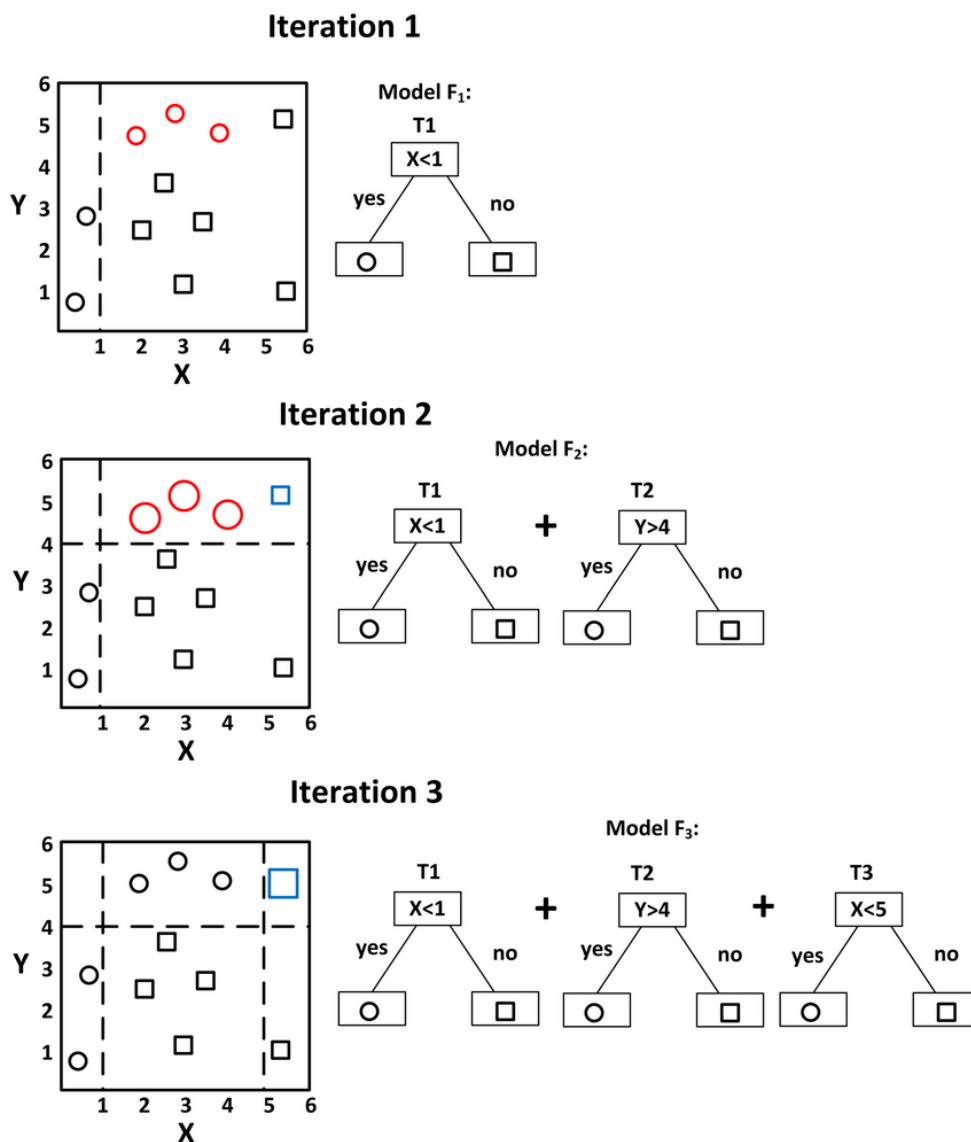 Iteration 1
Model F₁:
T1
X<1
yes
no
6
5
4
3
2
1
Y
1 2 3 4 5 6
X
Iteration 2
Model F₂:
T1
X<1
yes
no
+
T2
Y>4
yes
no
6
5
4
3
2
1
Y
1 2 3 4 5 6
X
Iteration 3
Model F₃:
T1
X<1
yes
no
+
T2
Y>4
yes
no
+
T3
X<5
yes
no
6
5
4
3
2
1
Y
1 2 3 4 5 6
X